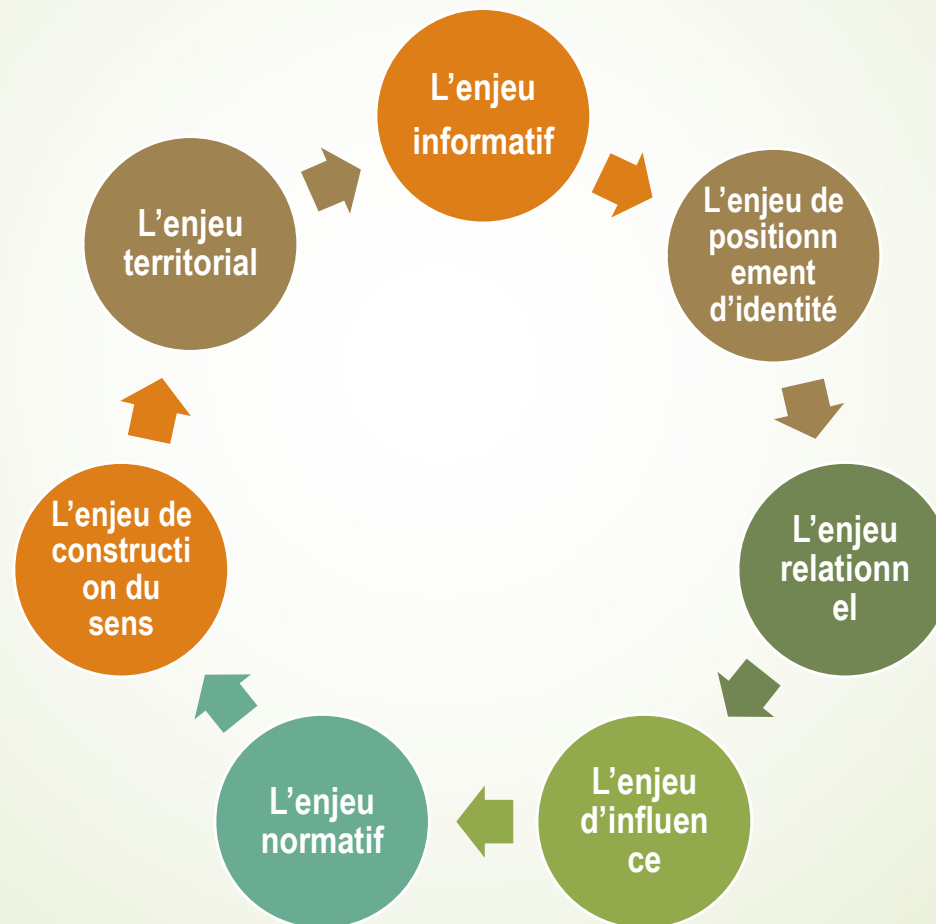 L’enjeu
informatif
L’enjeu de
positionn
ement
d’identité
L’enjeu
relationn
el
L’enjeu
d’influen
ce
L’enjeu
normatif
L’enjeu de
constructi
on du
sens
L’enjeu
territorial